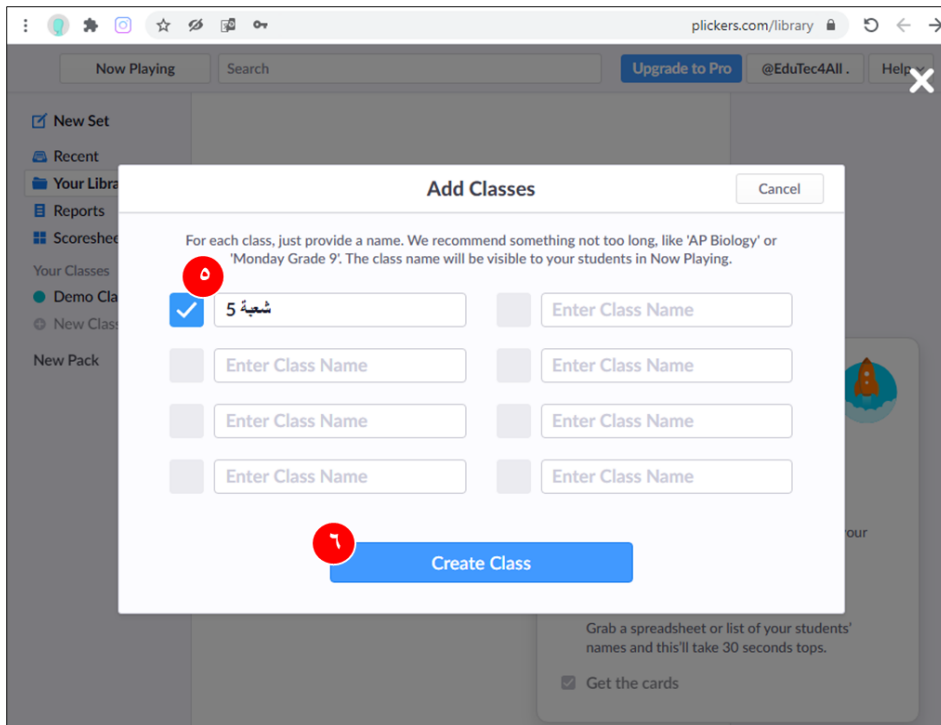 plickers.com/library
Now Playing
Search
Upgrade to Pro
@EduTec4All .
Help
New Set
Recent
Your Libra
Reports
Scoreshee
Your Classes
Demo Cla
New Class
New Pack
Add Classes
Cancel
For each class, just provide a name. We recommend something not too long, like 'AP Biology' or
'Monday Grade 9'. The class name will be visible to your students in Now Playing.
٥
شعبة 5
Enter Class Name
Enter Class Name
Enter Class Name
Enter Class Name
Enter Class Name
Enter Class Name
Enter Class Name
٦
Create Class
your
Grab a spreadsheet or list of your students'
names and this'll take 30 seconds tops.
Get the cards